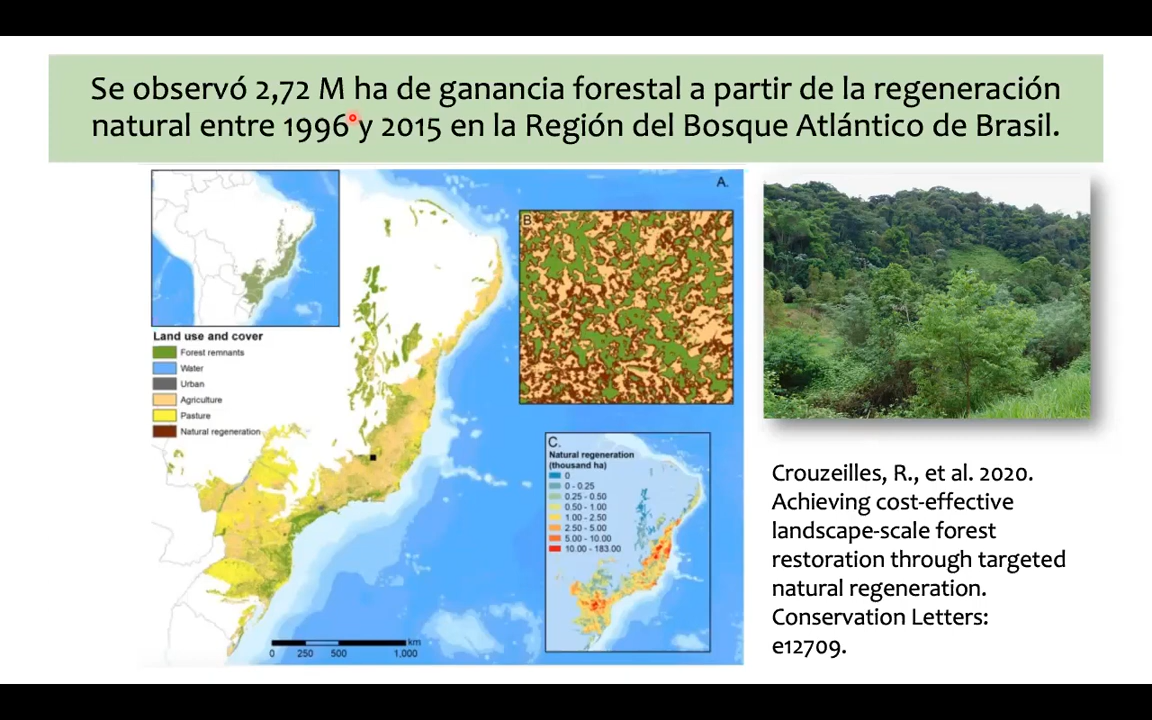 Se observó 2,72 M ha de ganancia forestal a partir de la regeneración
natural entre 1996 y 2015 en la Región del Bosque Atlántico de Brasil.
A.
B.
Land use and cover
Forest remnants
Water
Urban
Agriculture
Pasture
Natural regeneration
C.
Natural regeneration
(thousand ha)
0
0 - 0.25
0.25 - 0.50
0.50 - 1.00
1.00 - 2.50
2.50 - 5.00
5.00 - 10.00
10.00 - 183.00
km
0 250 500 1,000
Crouzeilles, R., et al. 2020.
Achieving cost-effective
landscape-scale forest
restoration through targeted
natural regeneration.
Conservation Letters:
e12709.